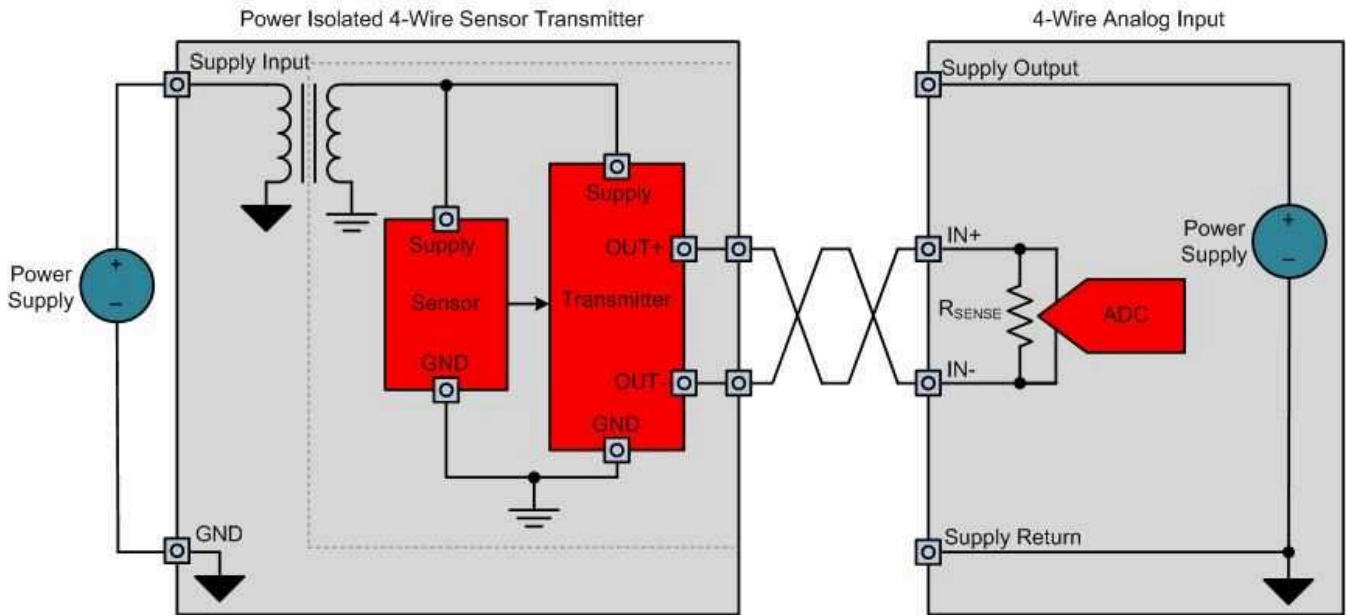 Power Isolated 4-Wire Sensor Transmitter
4-Wire Analog Input
Supply Input
Supply Output
Supply
Supply
OUT+
IN+
Power
Supply
+
−
Power
Supply
+
−
Sensor
Transmitter
RSENSE
ADC
GND
OUT-
IN-
GND
GND
Supply Return